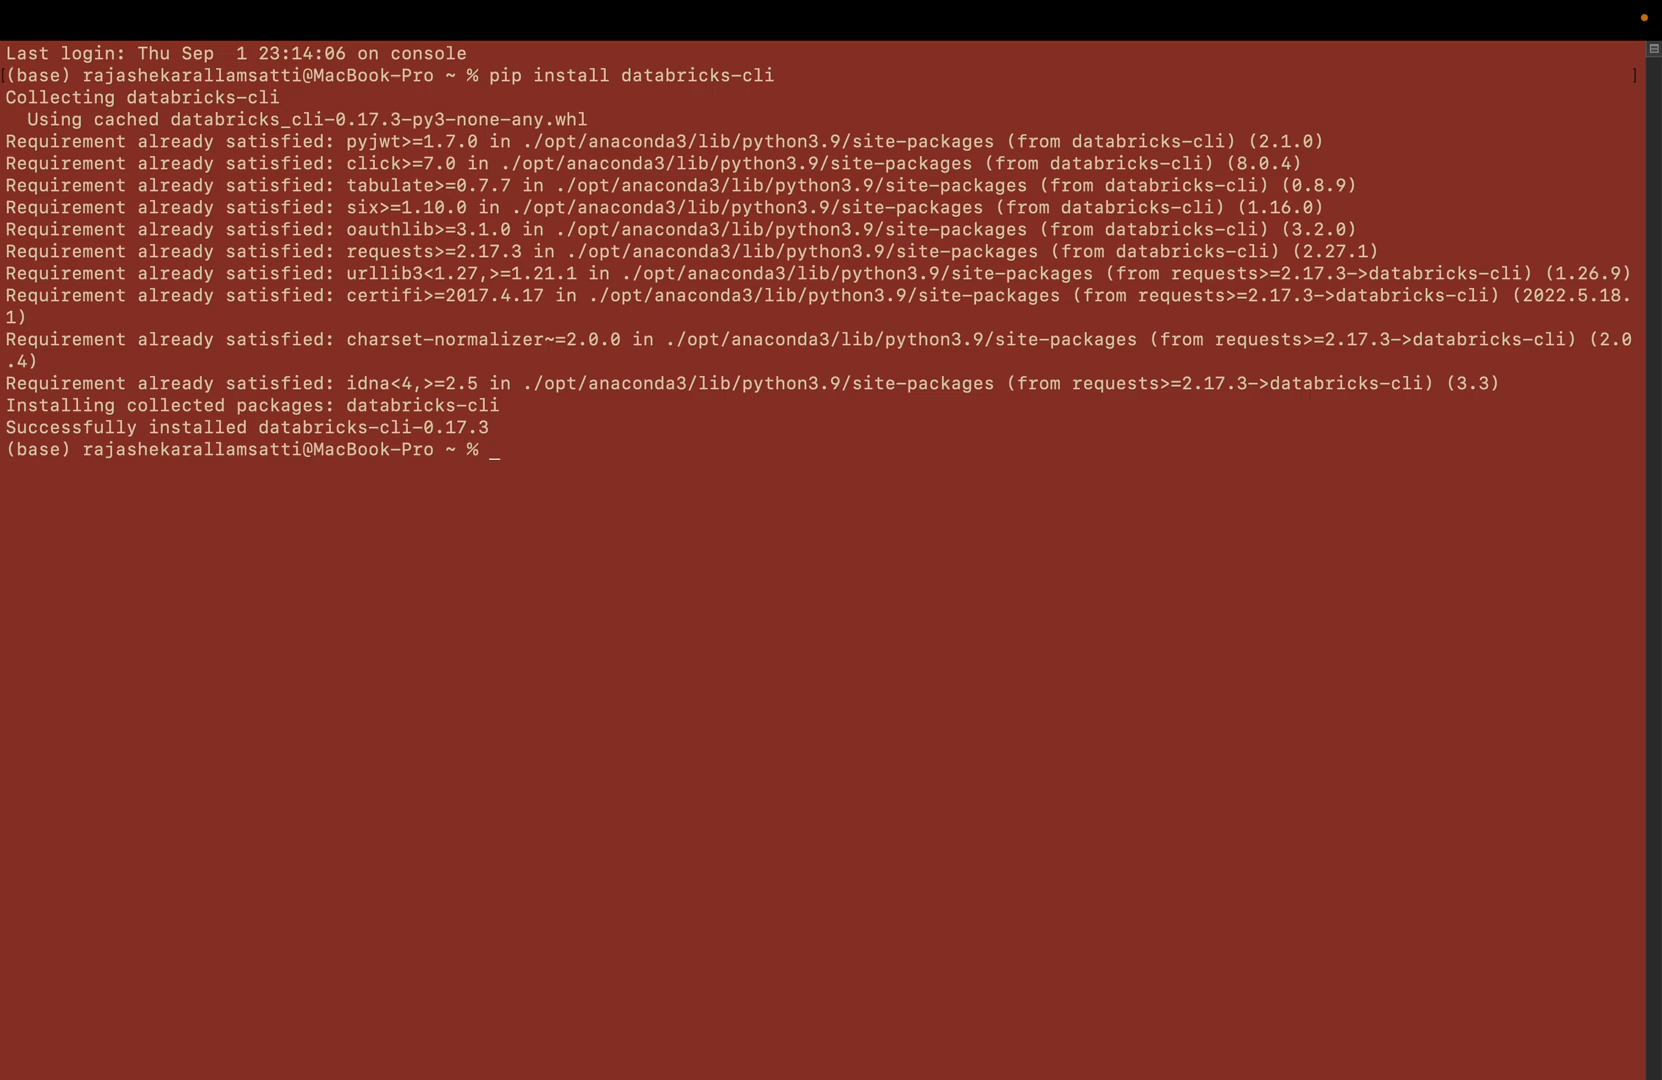 Last login: Thu Sep  1 23:14:06 on console
[(base) rajashekarallamsatti@MacBook-Pro ~ % pip install databricks-cli ]
Collecting databricks-cli
  Using cached databricks_cli-0.17.3-py3-none-any.whl
Requirement already satisfied: pyjwt>=1.7.0 in ./opt/anaconda3/lib/python3.9/site-packages (from databricks-cli) (2.1.0)
Requirement already satisfied: click>=7.0 in ./opt/anaconda3/lib/python3.9/site-packages (from databricks-cli) (8.0.4)
Requirement already satisfied: tabulate>=0.7.7 in ./opt/anaconda3/lib/python3.9/site-packages (from databricks-cli) (0.8.9)
Requirement already satisfied: six>=1.10.0 in ./opt/anaconda3/lib/python3.9/site-packages (from databricks-cli) (1.16.0)
Requirement already satisfied: oauthlib>=3.1.0 in ./opt/anaconda3/lib/python3.9/site-packages (from databricks-cli) (3.2.0)
Requirement already satisfied: requests>=2.17.3 in ./opt/anaconda3/lib/python3.9/site-packages (from databricks-cli) (2.27.1)
Requirement already satisfied: urllib3<1.27,>=1.21.1 in ./opt/anaconda3/lib/python3.9/site-packages (from requests>=2.17.3->databricks-cli) (1.26.9)
Requirement already satisfied: certifi>=2017.4.17 in ./opt/anaconda3/lib/python3.9/site-packages (from requests>=2.17.3->databricks-cli) (2022.5.18.
1)
Requirement already satisfied: charset-normalizer~=2.0.0 in ./opt/anaconda3/lib/python3.9/site-packages (from requests>=2.17.3->databricks-cli) (2.0
.4)
Requirement already satisfied: idna<4,>=2.5 in ./opt/anaconda3/lib/python3.9/site-packages (from requests>=2.17.3->databricks-cli) (3.3)
Installing collected packages: databricks-cli
Successfully installed databricks-cli-0.17.3
(base) rajashekarallamsatti@MacBook-Pro ~ % _